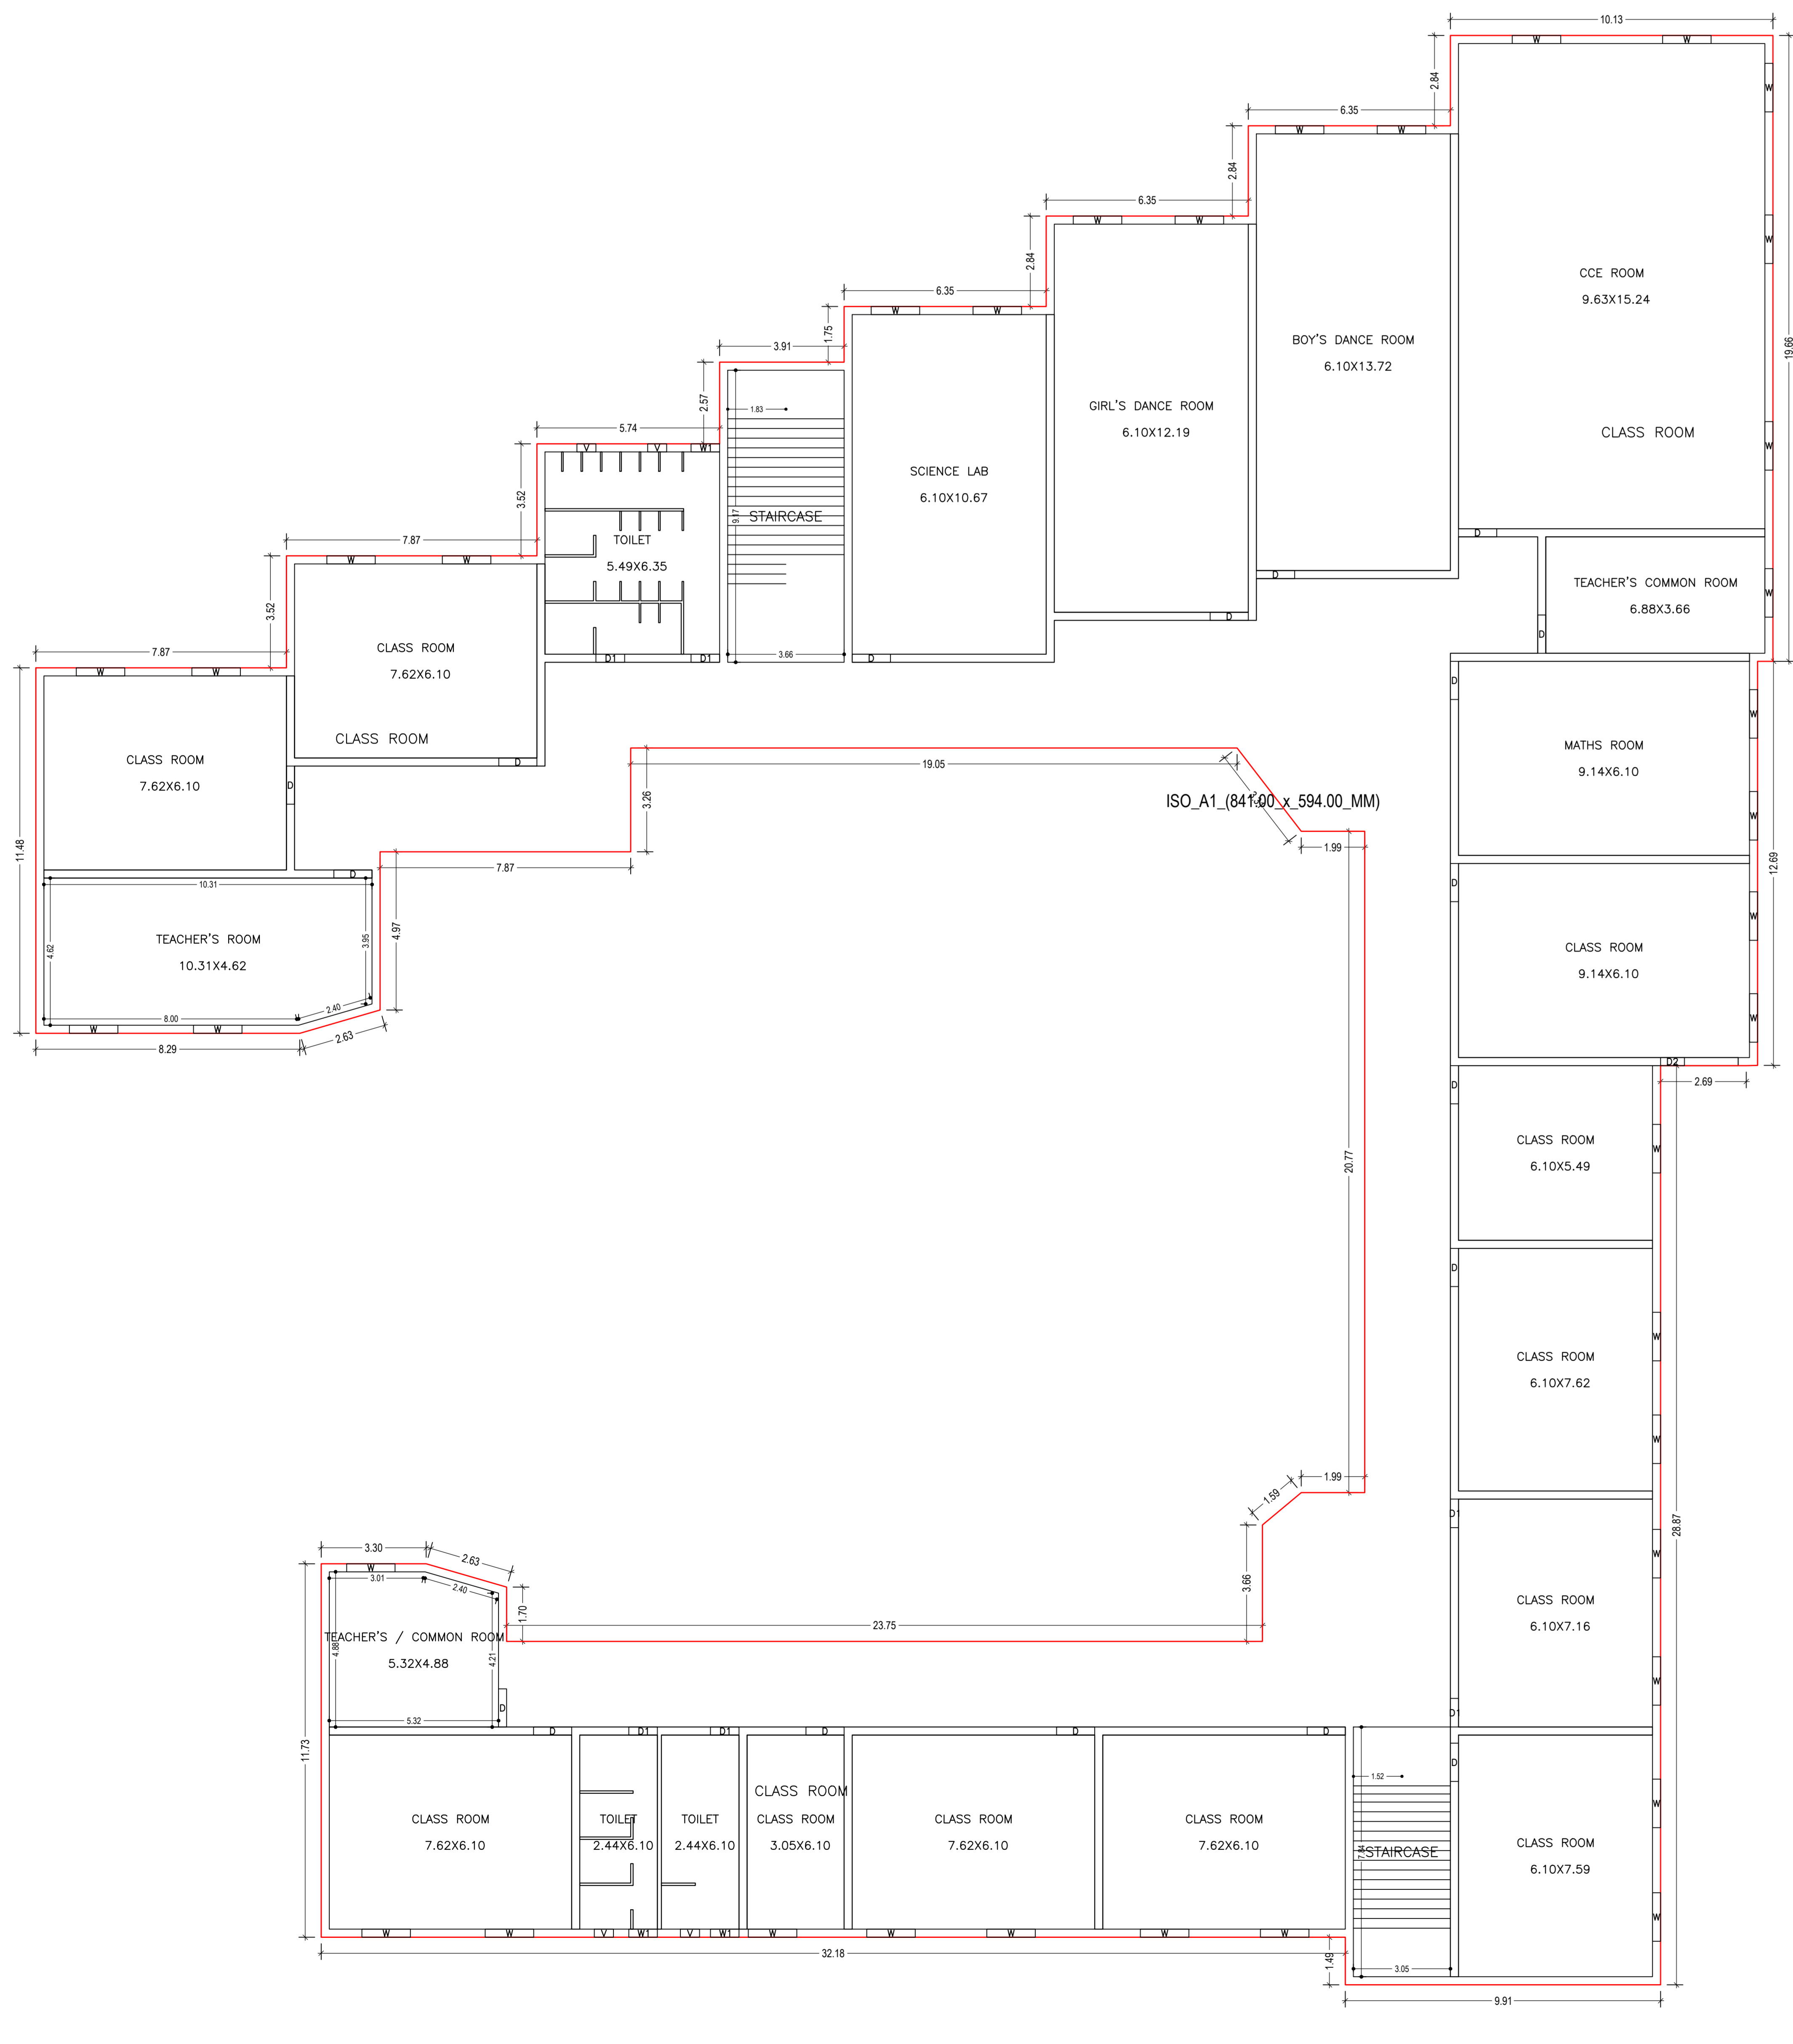 10.13
W W
2.84
W
6.35
W W
2.84
W
6.35
W W
2.84
CCE ROOM
9.63X15.24
6.35
W W
1.75
BOY'S DANCE ROOM
6.10X13.72
19.66
3.91
2.57
1.83
GIRL'S DANCE ROOM
6.10X12.19
CLASS ROOM
W
5.74
V V W1
SCIENCE LAB
6.10X10.67
3.52
9.17
STAIRCASE
D
7.87
TOILET
5.49X6.35
W W
D
TEACHER'S COMMON ROOM
6.88X3.66
W
3.52
D
D
CLASS ROOM
7.62X6.10
7.87
D1 D1
3.66
D
W W
D
W
CLASS ROOM
MATHS ROOM
9.14X6.10
CLASS ROOM
7.62X6.10
D
D
19.05
3.26
ISO_A1_(841.00_x_594.00_MM)
W
11.48
1.99
12.69
7.87
D
10.31
D
W
4.97
TEACHER'S ROOM
10.31X4.62
4.62
3.95
CLASS ROOM
9.14X6.10
2.40
8.00
W W
W
2.63
8.29
D2
2.69
D
CLASS ROOM
6.10X5.49
W
20.77
D
W
CLASS ROOM
6.10X7.62
W
1.99
1.59
D1
28.87
3.30
2.63
W
W
3.01
2.40
1.70
3.66
CLASS ROOM
6.10X7.16
23.75
TEACHER'S / COMMON ROOM
5.32X4.88
4.88
4.21
W
D
D1
5.32
D D1 D1 D D D
11.73
D
1.52
CLASS ROOM
W
CLASS ROOM
7.62X6.10
TOILET
2.44X6.10
TOILET
2.44X6.10
CLASS ROOM
3.05X6.10
CLASS ROOM
7.62X6.10
CLASS ROOM
7.62X6.10
7.84
STAIRCASE
CLASS ROOM
6.10X7.59
W
W W V W1 V W1 W W W W W
32.18
1.49
3.05
9.91